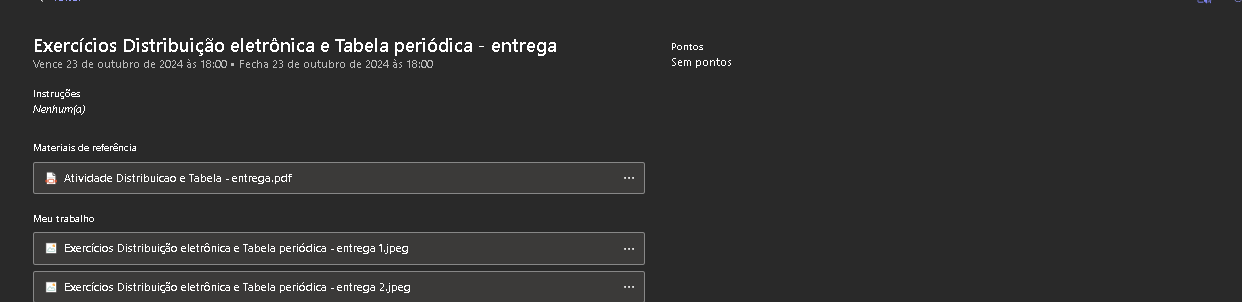 Exercícios Distribuição eletrônica e Tabela periódica - entrega
Vence 23 de outubro de 2024 às 18:00 • Fecha 23 de outubro de 2024 às 18:00
Pontos
Sem pontos
Instruções
Nenhum(a)
Materiais de referência
Atividade Distribuicao e Tabela - entrega.pdf
Meu trabalho
Exercícios Distribuição eletrônica e Tabela periódica - entrega 1.jpeg
Exercícios Distribuição eletrônica e Tabela periódica - entrega 2.jpeg